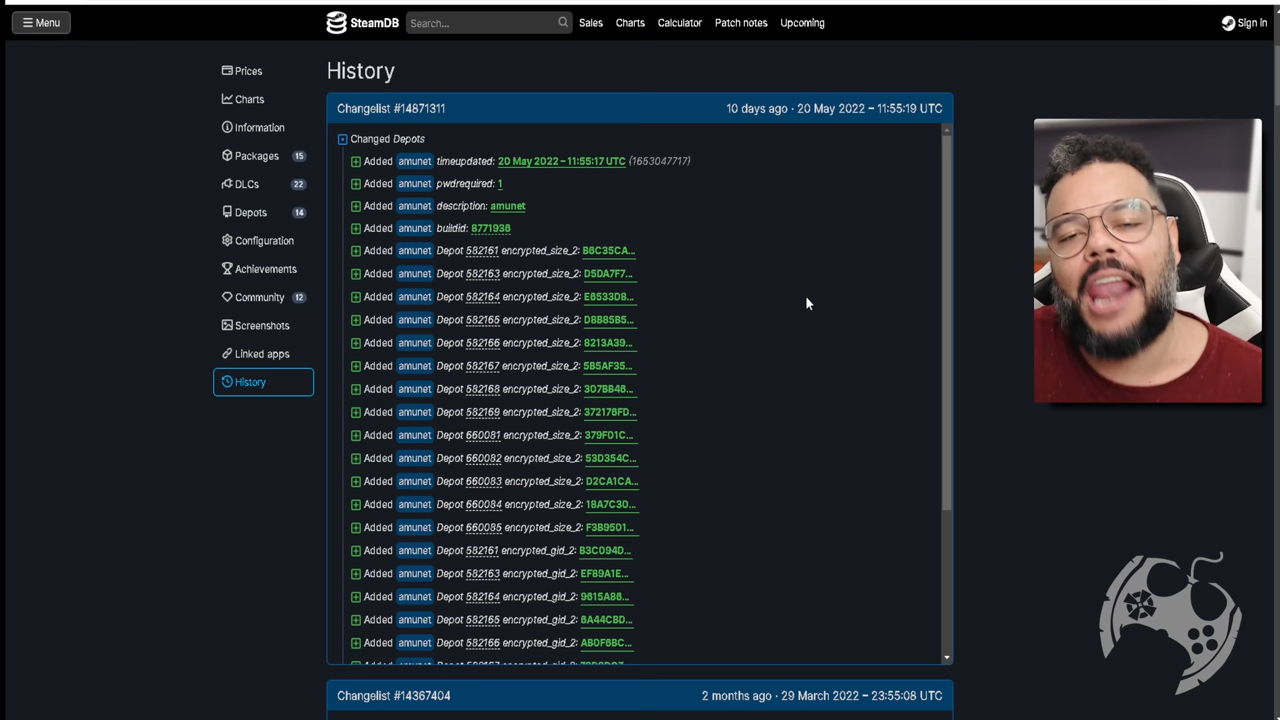 Menu
SteamDB
Search...
Sales
Charts
Calculator
Patch notes
Upcoming
Sign in
Prices
Charts
Information
Packages 15
DLCs 22
Depots 14
Configuration
Achievements
Community 12
Screenshots
Linked apps
History
History
Changelist #14871311 10 days ago · 20 May 2022 – 11:55:19 UTC
Changed Depots
Added amunet timeupdated: 20 May 2022 – 11:55:17 UTC (1653047717)
Added amunet pwdrequired: 1
Added amunet description: amunet
Added amunet buildid: 8771936
Added amunet Depot 582161 encrypted_size_2: B6C35CA...
Added amunet Depot 582163 encrypted_size_2: D5DA7F7...
Added amunet Depot 582164 encrypted_size_2: E6533D8...
Added amunet Depot 582165 encrypted_size_2: D8B85B5...
Added amunet Depot 582166 encrypted_size_2: 8213A39...
Added amunet Depot 582167 encrypted_size_2: 5B5AF35...
Added amunet Depot 582168 encrypted_size_2: 307BB46...
Added amunet Depot 582169 encrypted_size_2: 372176FD...
Added amunet Depot 660081 encrypted_size_2: 379F01C...
Added amunet Depot 660082 encrypted_size_2: 53D354C...
Added amunet Depot 660083 encrypted_size_2: D2CA1CA...
Added amunet Depot 660084 encrypted_size_2: 18A7C30...
Added amunet Depot 660085 encrypted_size_2: F3B95D1...
Added amunet Depot 582161 encrypted_gid_2: B3C094D...
Added amunet Depot 582163 encrypted_gid_2: EF89A1E...
Added amunet Depot 582164 encrypted_gid_2: 9615A86...
Added amunet Depot 582165 encrypted_gid_2: 6A44CBD...
Added amunet Depot 582166 encrypted_gid_2: AB0F6BC...
Changelist #14367404 2 months ago · 29 March 2022 – 23:55:08 UTC